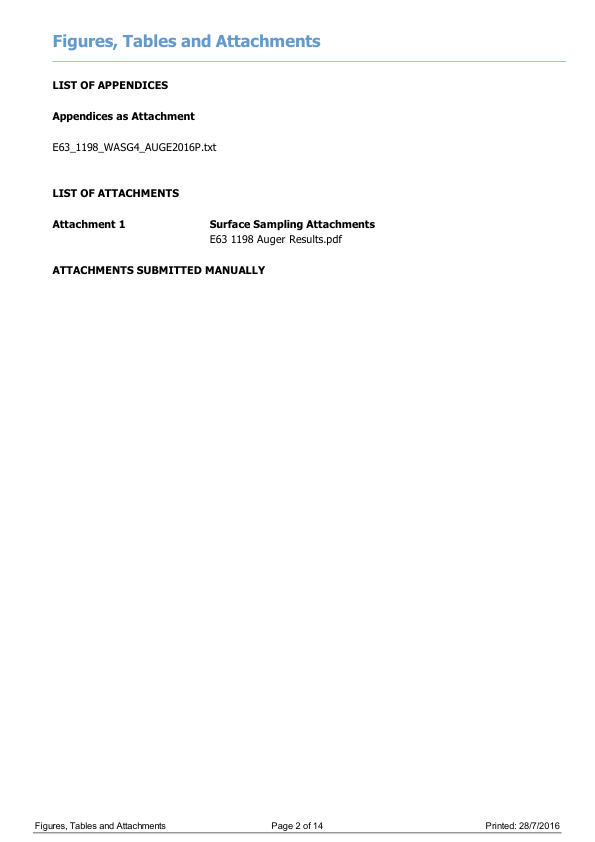 Figures, Tables and Attachments
LIST OF APPENDICES
Appendices as Attachment
E63_1198_WASG4_AUGE2016P.txt
LIST OF ATTACHMENTS
Attachment 1 Surface Sampling Attachments
E63 1198 Auger Results.pdf
ATTACHMENTS SUBMITTED MANUALLY
Figures, Tables and Attachments Page 2 of 14 Printed: 28/7/2016